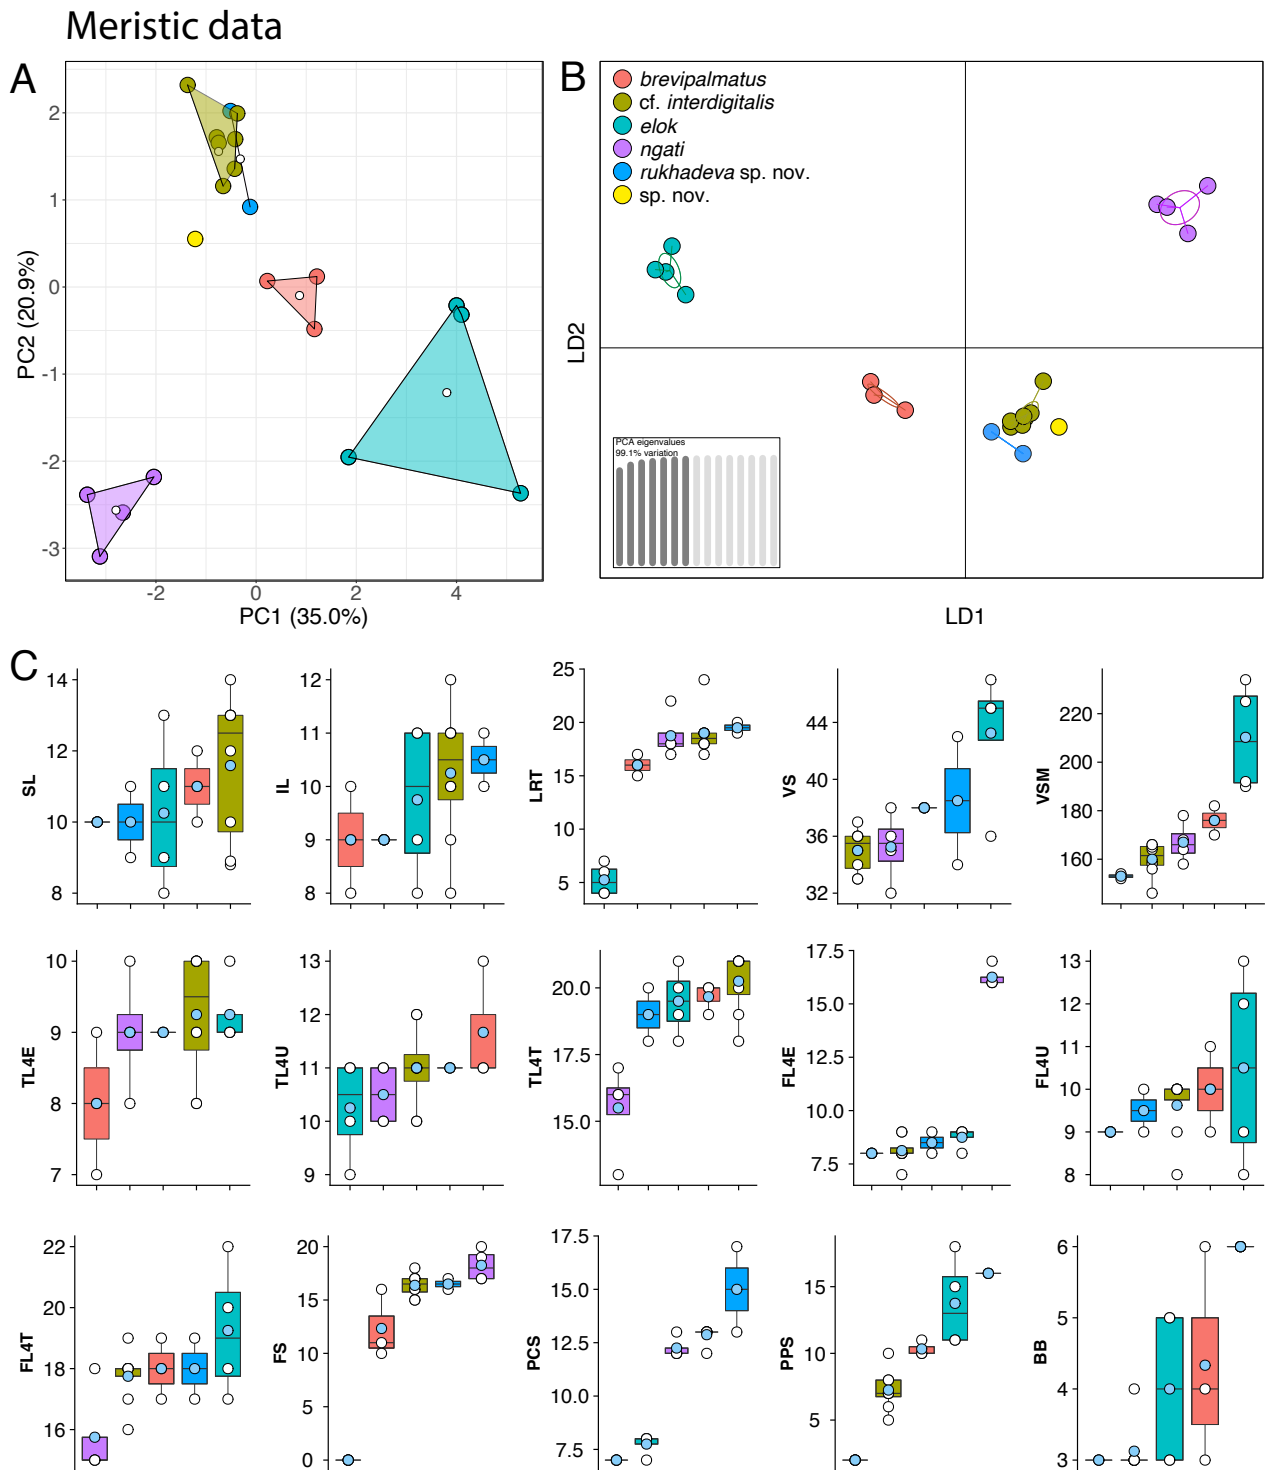 Meristic data
A
2
1
0
-1
-2
-3
PC2 (20.9%)
-2 0 2 4
PC1 (35.0%)
B
brevipalmatus
cf. interdigitalis
elok
ngati
rukhadeva sp. nov.
sp. nov.
LD2
PCA eigenvalues
99.1% variation
LD1
C
SL
14
12
10
8
IL
12
11
10
9
8
LRT
25
20
15
10
5
VS
44
40
36
32
VSM
220
200
180
160
TL4E
10
9
8
7
TL4U
13
12
11
10
9
TL4T
20.0
17.5
15.0
FL4E
17.5
15.0
12.5
10.0
7.5
FL4U
13
12
11
10
9
8
FL4T
22
20
18
16
FS
20
15
10
5
0
PCS
17.5
15.0
12.5
10.0
7.5
PPS
15
10
5
BB
6
5
4
3